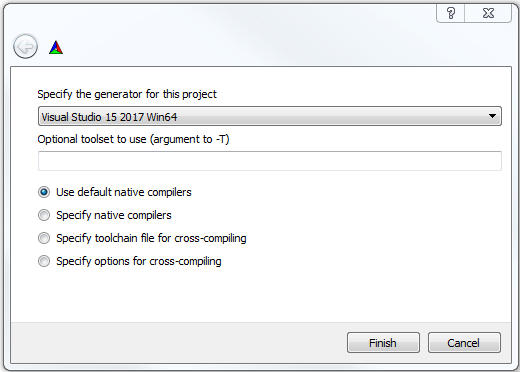 Specify the generator for this project
Visual Studio 15 2017 Win64
Optional toolset to use (argument to -T)
Use default native compilers
Specify native compilers
Specify toolchain file for cross-compiling
Specify options for cross-compiling
Finish
Cancel